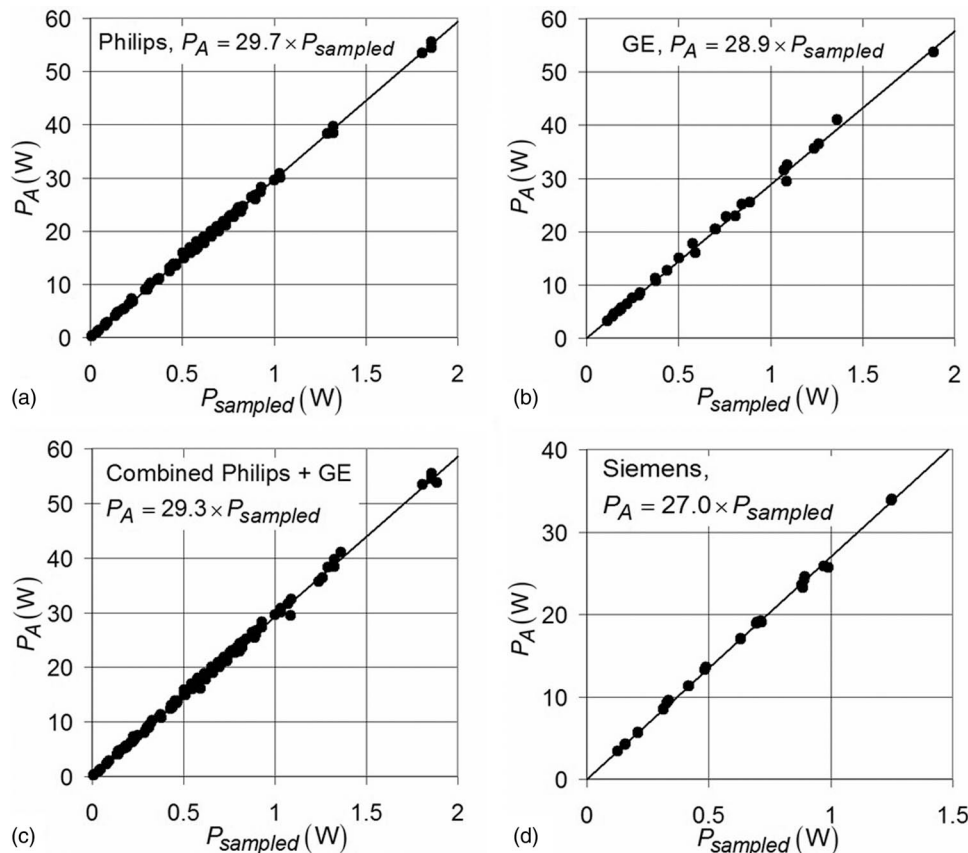 60
50
40
30
20
10
0
P_A (W)
Philips, P_A = 29.7 × P_sampled
0 0.5 1 1.5 2
P_sampled (W)
(a)
60
50
40
30
20
10
0
P_A (W)
GE, P_A = 28.9 × P_sampled
0 0.5 1 1.5 2
P_sampled (W)
(b)
60
50
40
30
20
10
0
P_A (W)
Combined Philips + GE
P_A = 29.3 × P_sampled
0 0.5 1 1.5 2
P_sampled (W)
(c)
40
30
20
10
0
P_A (W)
Siemens,
P_A = 27.0 × P_sampled
0 0.5 1 1.5
P_sampled (W)
(d)